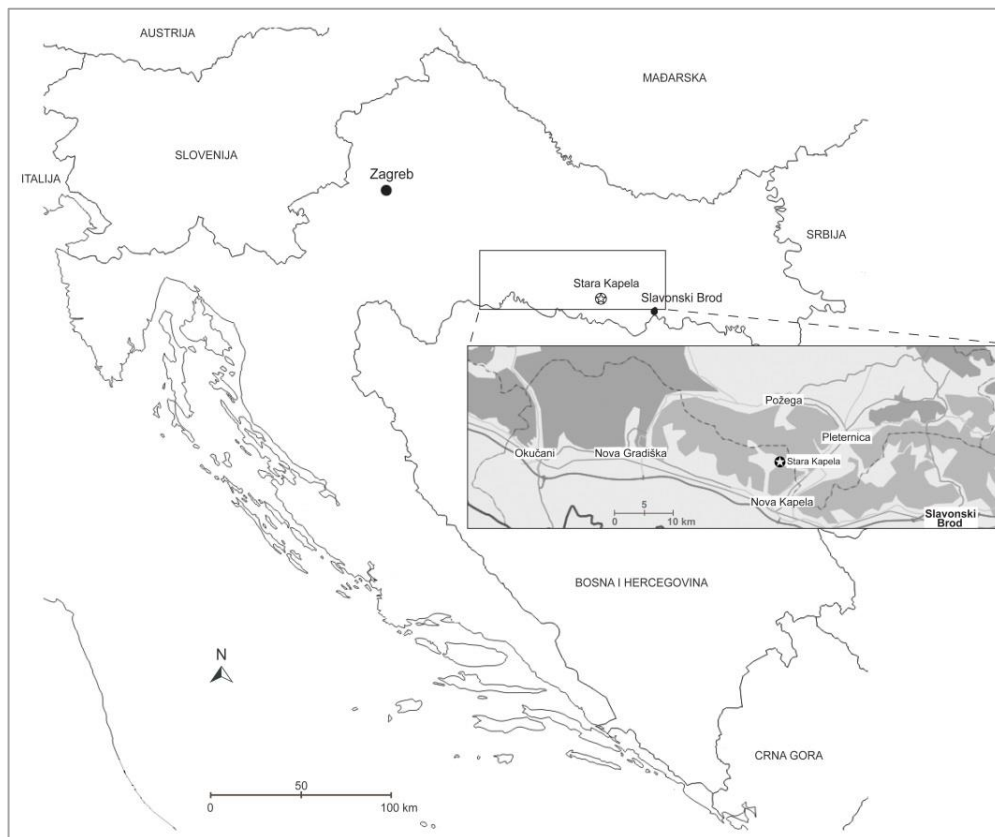 AUSTRIJA
MAĐARSKA
SLOVENIJA
ITALIJA
Zagreb
SRBIJA
Stara Kapela
Slavonski Brod
Požega
Pleternica
Okučani
Nova Gradiška
Stara Kapela
Nova Kapela
5
0
10 km
Slavonski
Brod
BOSNA I HERCEGOVINA
N
CRNA GORA
50
0
100 km